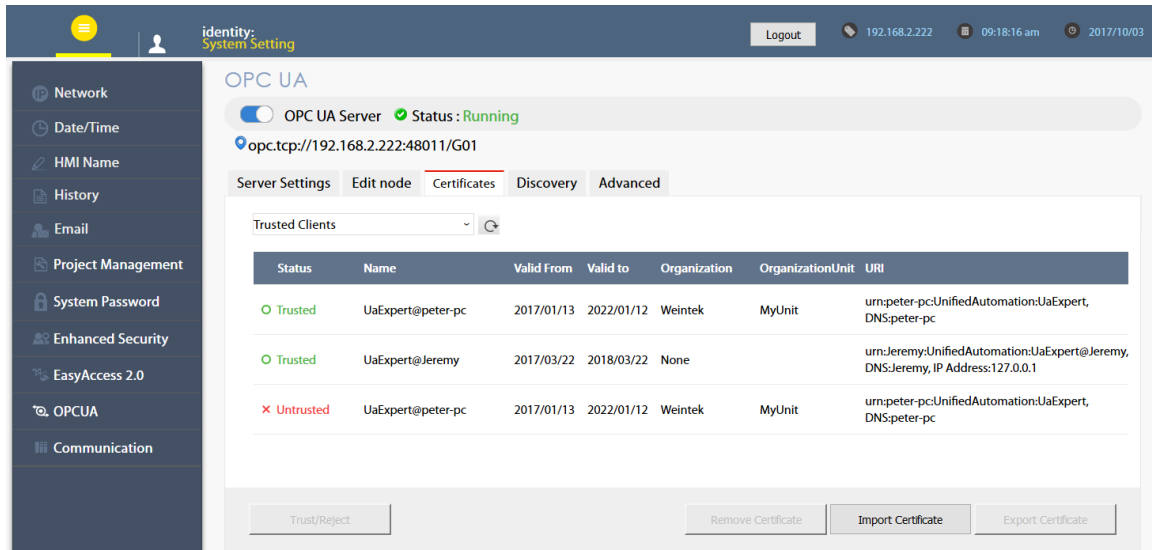 identity:
System Setting
Logout
192.168.2.222
09:18:16 am
2017/10/03
IP Network
Date/Time
HMI Name
History
Email
Project Management
System Password
Enhanced Security
EasyAccess 2.0
OPCUA
Communication
OPC UA
OPC UA Server Status : Running
opc.tcp://192.168.2.222:48011/G01
Server Settings Edit node Certificates Discovery Advanced
Trusted Clients
Status Name Valid From Valid to Organization OrganizationUnit URI
Trusted UaExpert@peter-pc 2017/01/13 2022/01/12 Weintek MyUnit urn:peter-pc:UnifiedAutomation:UaExpert,
DNS:peter-pc
Trusted UaExpert@Jeremy 2017/03/22 2018/03/22 None urn:Jeremy:UnifiedAutomation:UaExpert@Jeremy,
DNS:Jeremy, IP Address:127.0.0.1
Untrusted UaExpert@peter-pc 2017/01/13 2022/01/12 Weintek MyUnit urn:peter-pc:UnifiedAutomation:UaExpert,
DNS:peter-pc
Trust/Reject Remove Certificate Import Certificate Export Certificate